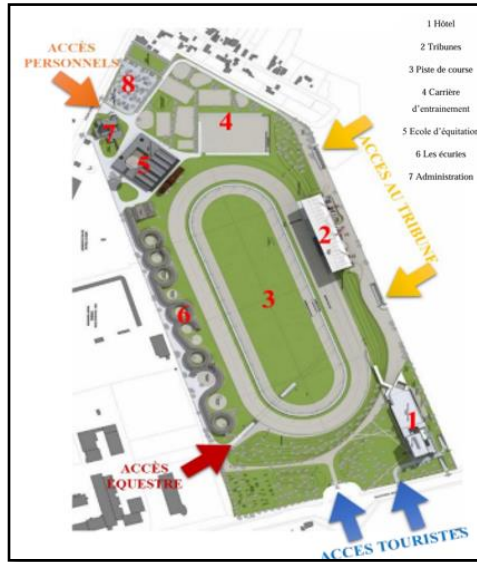 1 Hôtel
2 Tribunes
3 Piste de course
4 Carrière
d'entrainement
5 Ecole d'équitation
6 Les écuries
7 Administration
ACCÈS
PERSONNELS
8
7
4
5
ACCES AU TRIBUNE
2
3
6
1
ACCÈS
ÉQUESTRE
ACCES TOURISTES